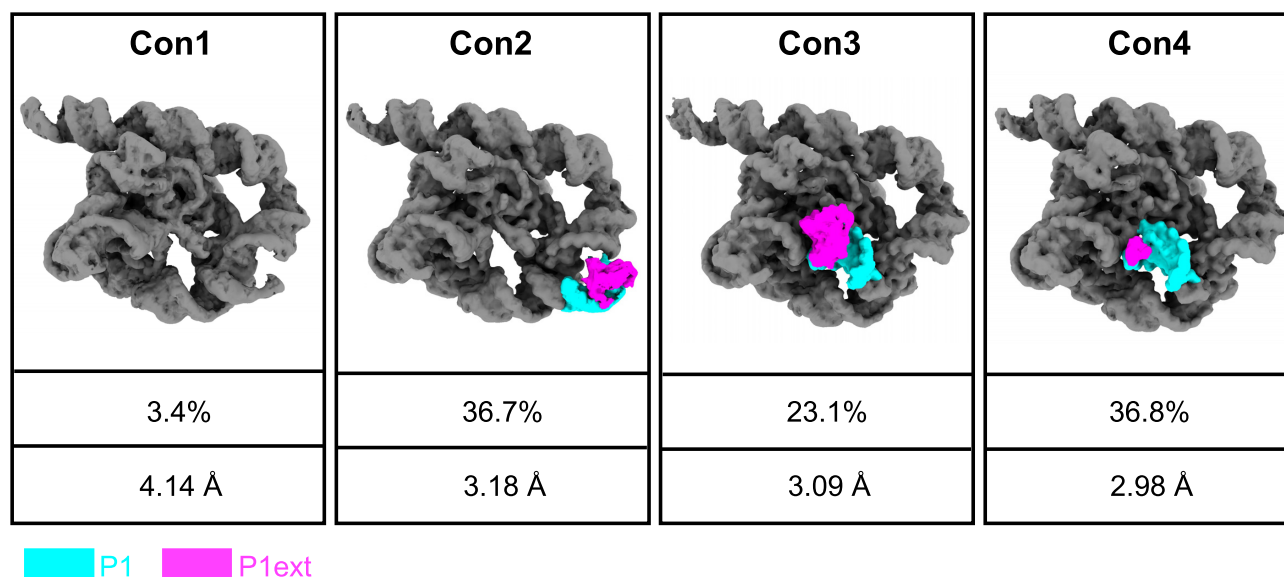 Con1 Con2 Con3 Con4
3.4% 36.7% 23.1% 36.8%
4.14 Å 3.18 Å 3.09 Å 2.98 Å
P1 P1ext